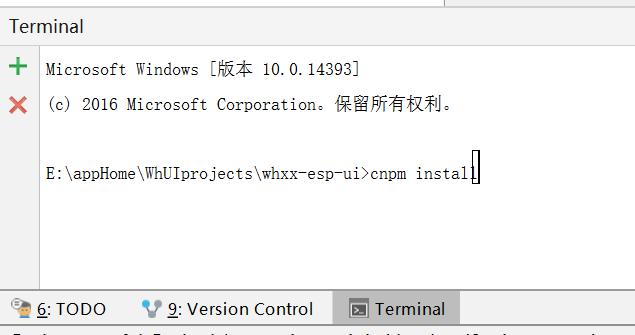 Terminal
Microsoft Windows [版本 10.0.14393]
(c) 2016 Microsoft Corporation。保留所有权利。
E:\appHome\WhUIprojects\whxx-esp-ui>cnpm install
6: TODO 9: Version Control Terminal